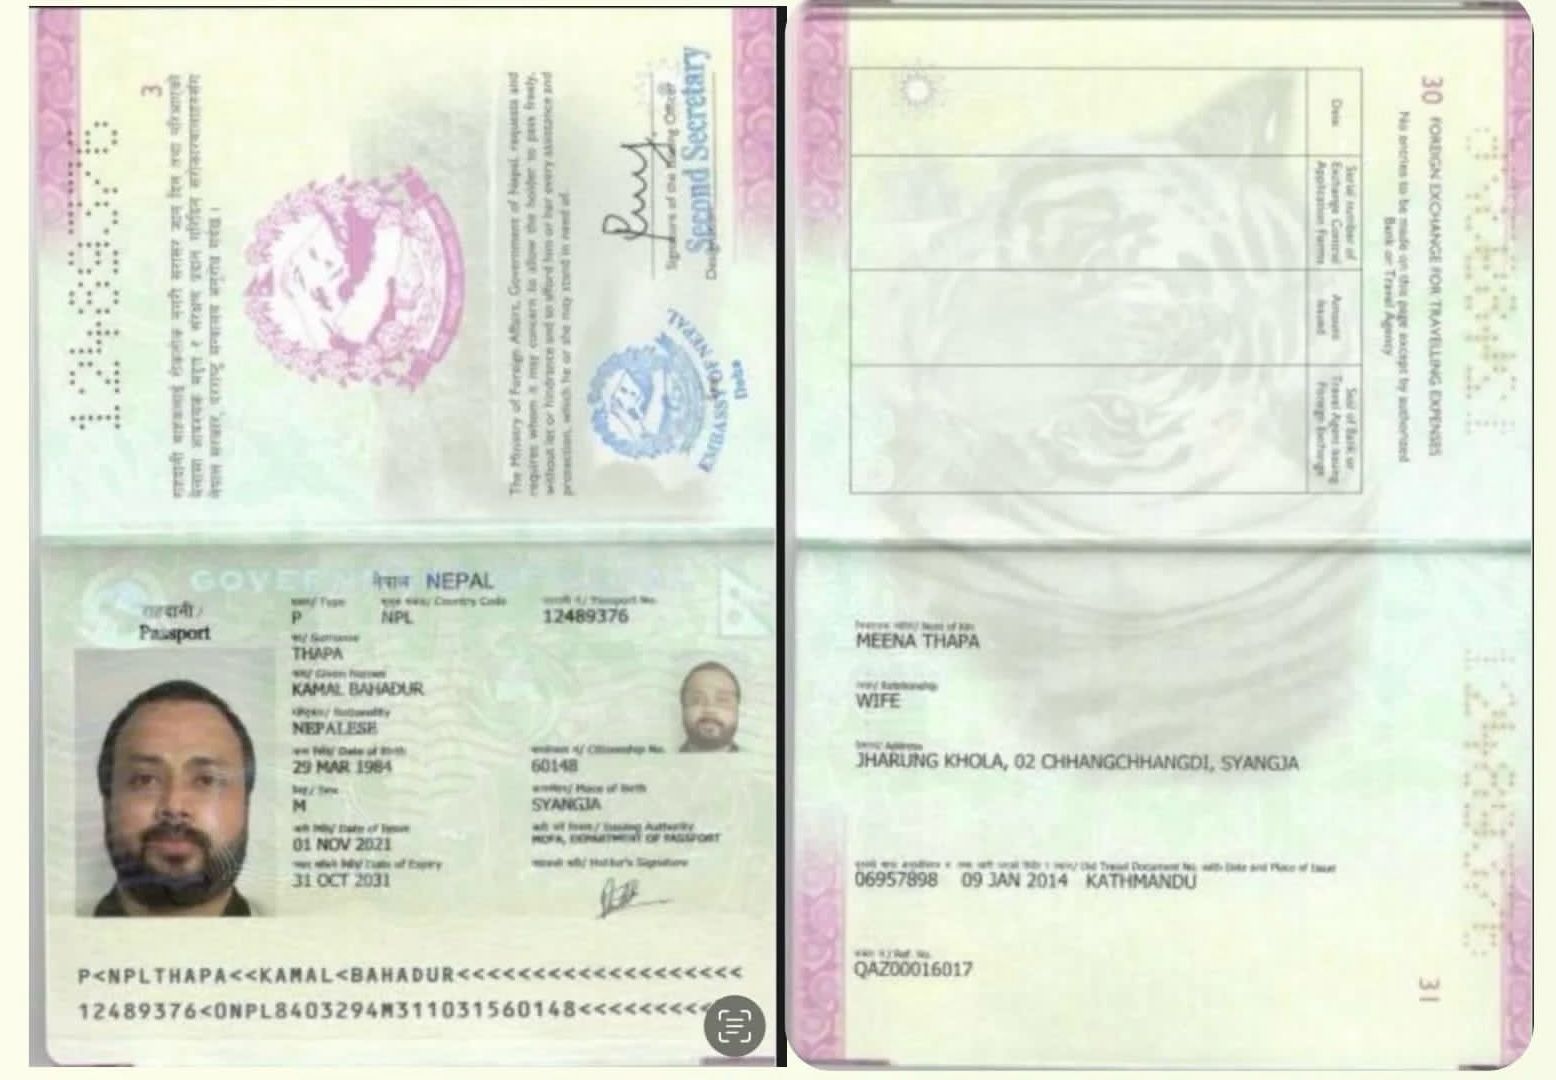 3
The Ministry of Foreign Affairs, Government of Nepal, requests and
requires whom it may concern to allow the holder to pass freely,
without let or hindrance and to afford him or her every assistance and
protection, which he or she may stand in need of.
Signature of the Issuing Officer
Second Secretary
EMBASSY OF NEPAL
Doha
12489376
नेपाल NEPAL
राहदानी /
Passport
Type
Country Code
Passport No.
P
NPL
12489376
Surname
THAPA
Given Names
KAMAL BAHADUR
Nationality
NEPALESE
Date of Birth
Citizenship No.
29 MAR 1984
60148
Sex
Place of Birth
M
SYANGJA
Date of Issue
Issuing Authority
01 NOV 2021
MOFA, DEPARTMENT OF PASSPORT
Date of Expiry
Holder's Signature
31 OCT 2031
P<NPLTHAPA<<KAMAL<BAHADUR<<<<<<<<<<<<<<<<<<<
12489376<0NPL8403294M311031560148<<<<<<<<<
30
FOREIGN EXCHANGE FOR TRAVELLING EXPENSES
No entries to be made on this page except by authorized
Bank or Travel Agency
Date
Serial number of
Exchange Control
Application Forms
Amount
Issued
Seal of Bank or
Travel Agent issuing
Foreign Exchange
Next of Kin
MEENA THAPA
Relationship
WIFE
Address
JHARUNG KHOLA, 02 CHHANGCHHANGDI, SYANGJA
Old Travel Document No. with Date and Place of Issue
06957898 09 JAN 2014 KATHMANDU
Ref. No.
QAZ00016017
31